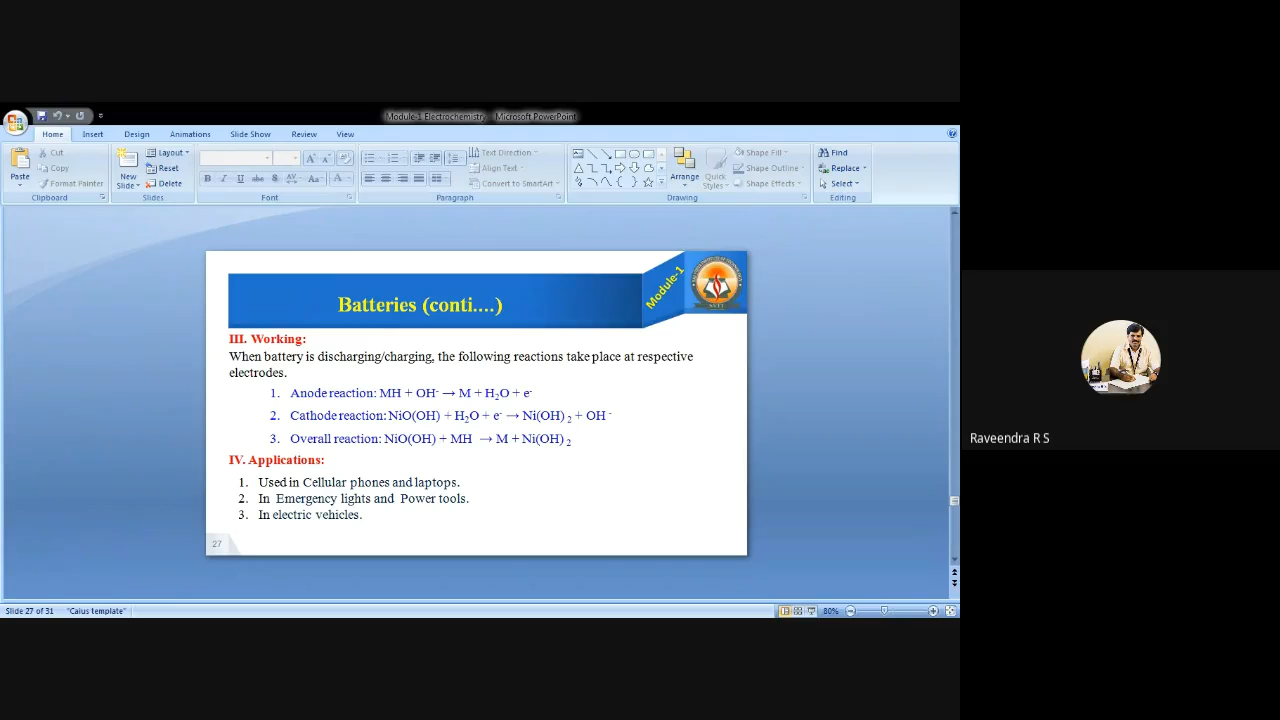 Module-1 Electrochemistry - Microsoft PowerPoint
Home Insert Design Animations Slide Show Review View
Paste
Cut
Copy
Format Painter
Clipboard
New Slide
Layout
Reset
Delete
Slides
B I U abc S AV Aa A
Font
Text Direction
Align Text
Convert to SmartArt
Paragraph
Arrange
Quick Styles
Shape Fill
Shape Outline
Shape Effects
Drawing
Find
Replace
Select
Editing
Batteries (conti....)
Module-1
III. Working:
When battery is discharging/charging, the following reactions take place at respective
electrodes.
1. Anode reaction: MH + OH⁻ → M + H₂O + e⁻
2. Cathode reaction: NiO(OH) + H₂O + e⁻ → Ni(OH) ₂ + OH ⁻
3. Overall reaction: NiO(OH) + MH → M + Ni(OH) ₂
IV. Applications:
1. Used in Cellular phones and laptops.
2. In Emergency lights and Power tools.
3. In electric vehicles.
27
Raveendra R S
Slide 27 of 31 "Caius template" 80%